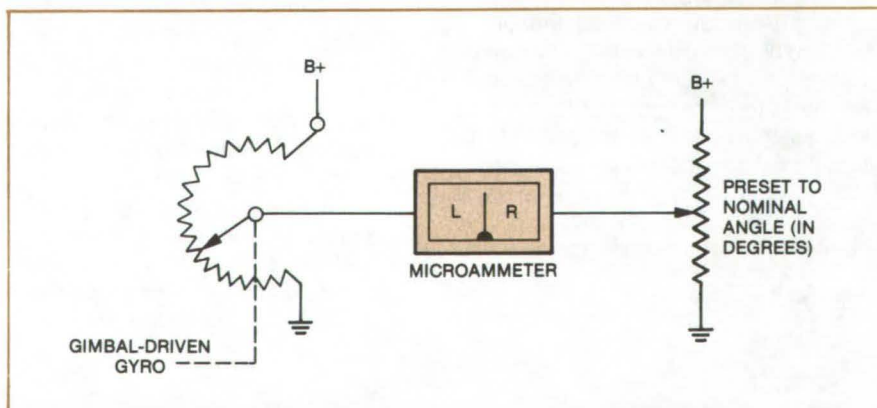 B+
B+
L R
PRESET TO
NOMINAL
ANGLE (IN
DEGREES)
MICROAMMETER
GIMBAL-DRIVEN
GYRO